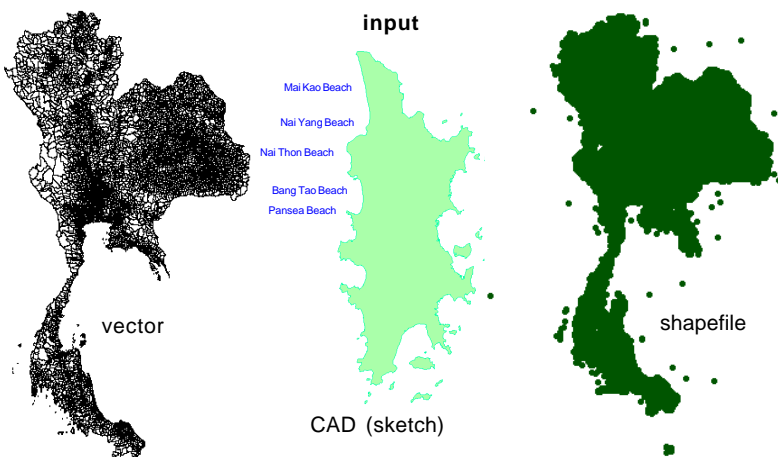 input
Mai Kao Beach
Nai Yang Beach
Nai Thon Beach
Bang Tao Beach
Pansea Beach
vector
shapefile
CAD (sketch)